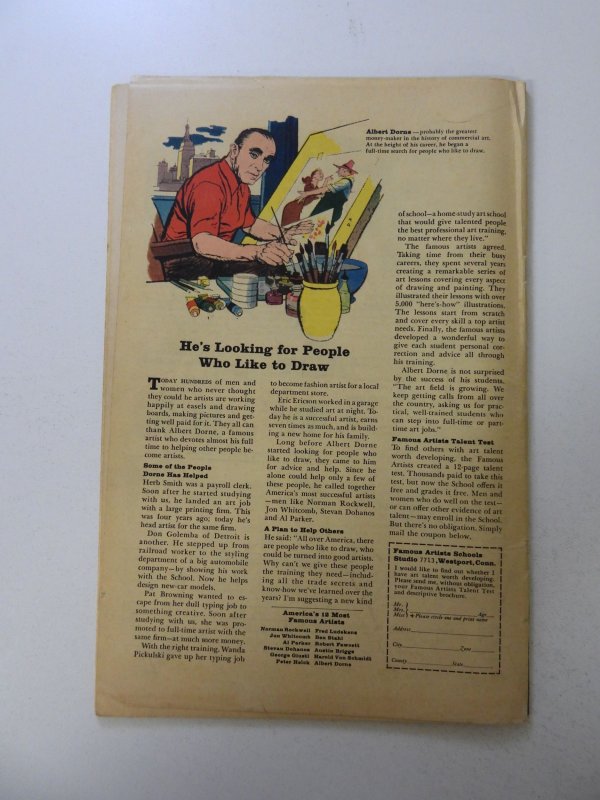 Albert Dorne—probably the greatest
money-maker in the history of commercial art.
At the height of his career, he began a
full-time search for people who like to draw.
He's Looking for People
Who Like to Draw
TODAY HUNDREDS of men and
women who never thought
they could be artists are working
happily at easels and drawing
boards, making pictures and get-
ting well paid for it. They all can
thank Albert Dorne, a famous
artist who devotes almost his full
time to helping other people be-
come artists.
Some of the People
Dorne Has Helped
Herb Smith was a payroll clerk.
Soon after he started studying
with us, he landed an art job
with a large printing firm. This
was four years ago; today he's
head artist for the same firm.
Don Golemba of Detroit is
another. He stepped up from
railroad worker to the styling
department of a big automobile
company—by showing his work
with the School. Now he helps
design new-car models.
Pat Browning wanted to es-
cape from her dull typing job to
something creative. Soon after
studying with us, she was pro-
moted to full-time artist with the
same firm—at much more money.
With the right training, Wanda
Pickulski gave up her typing job
to become fashion artist for a local
department store.
Eric Ericson worked in a garage
while he studied art at night. To-
day he is a successful artist, earns
seven times as much, and is build-
ing a new home for his family.
Long before Albert Dorne
started looking for people who
like to draw, they came to him
for advice and help. Since he
alone could help only a few of
these people, he called together
America's most successful artists
—men like Norman Rockwell,
Jon Whitcomb, Stevan Dohanos
and Al Parker.
A Plan to Help Others
He said: "All over America, there
are people who like to draw, who
could be turned into good artists.
Why can't we give these people
the training they need—includ-
ing all the trade secrets and
know-how we've learned over the
years? I'm suggesting a new kind
America's 12 Most
Famous Artists
Norman Rockwell Fred Ludekens
Jon Whitcomb Ben Stahl
Al Parker Robert Fawcett
Stevan Dohanos Austin Briggs
George Giusti Harold Von Schmidt
Peter Helck Albert Dorne
of school—a home study art school
that would give talented people
the best professional art training,
no matter where they live."
The famous artists agreed.
Taking time from their busy
careers, they spent several years
creating a remarkable series of
art lessons covering every aspect
of drawing and painting. They
illustrated their lessons with over
5,000 "here's-how" illustrations.
The lessons start from scratch
and cover every skill a top artist
needs. Finally, the famous artists
developed a wonderful way to
give each student personal cor-
rection and advice all through
his training.
Albert Dorne is not surprised
by the success of his students.
"The art field is growing. We
keep getting calls from all over
the country, asking us for prac-
tical, well-trained students who
can step into full-time or part-
time art jobs."
Famous Artists Talent Test
To find others with art talent
worth developing, the Famous
Artists created a 12-page talent
test. Thousands paid to take this
test, but now the School offers it
free and grades it free. Men and
women who do well on the test—
or can offer other evidence of art
talent—may enroll in the School.
But there's no obligation. Simply
mail the coupon below.
Famous Artists Schools
Studio 7713, Westport, Conn.
I would like to find out whether I
have art talent worth developing.
Please send me, without obligation,
your Famous Artists Talent Test
and descriptive brochure.
Mr.
Mrs.
Miss Please circle one and print name Age
Address
City Zone
County State